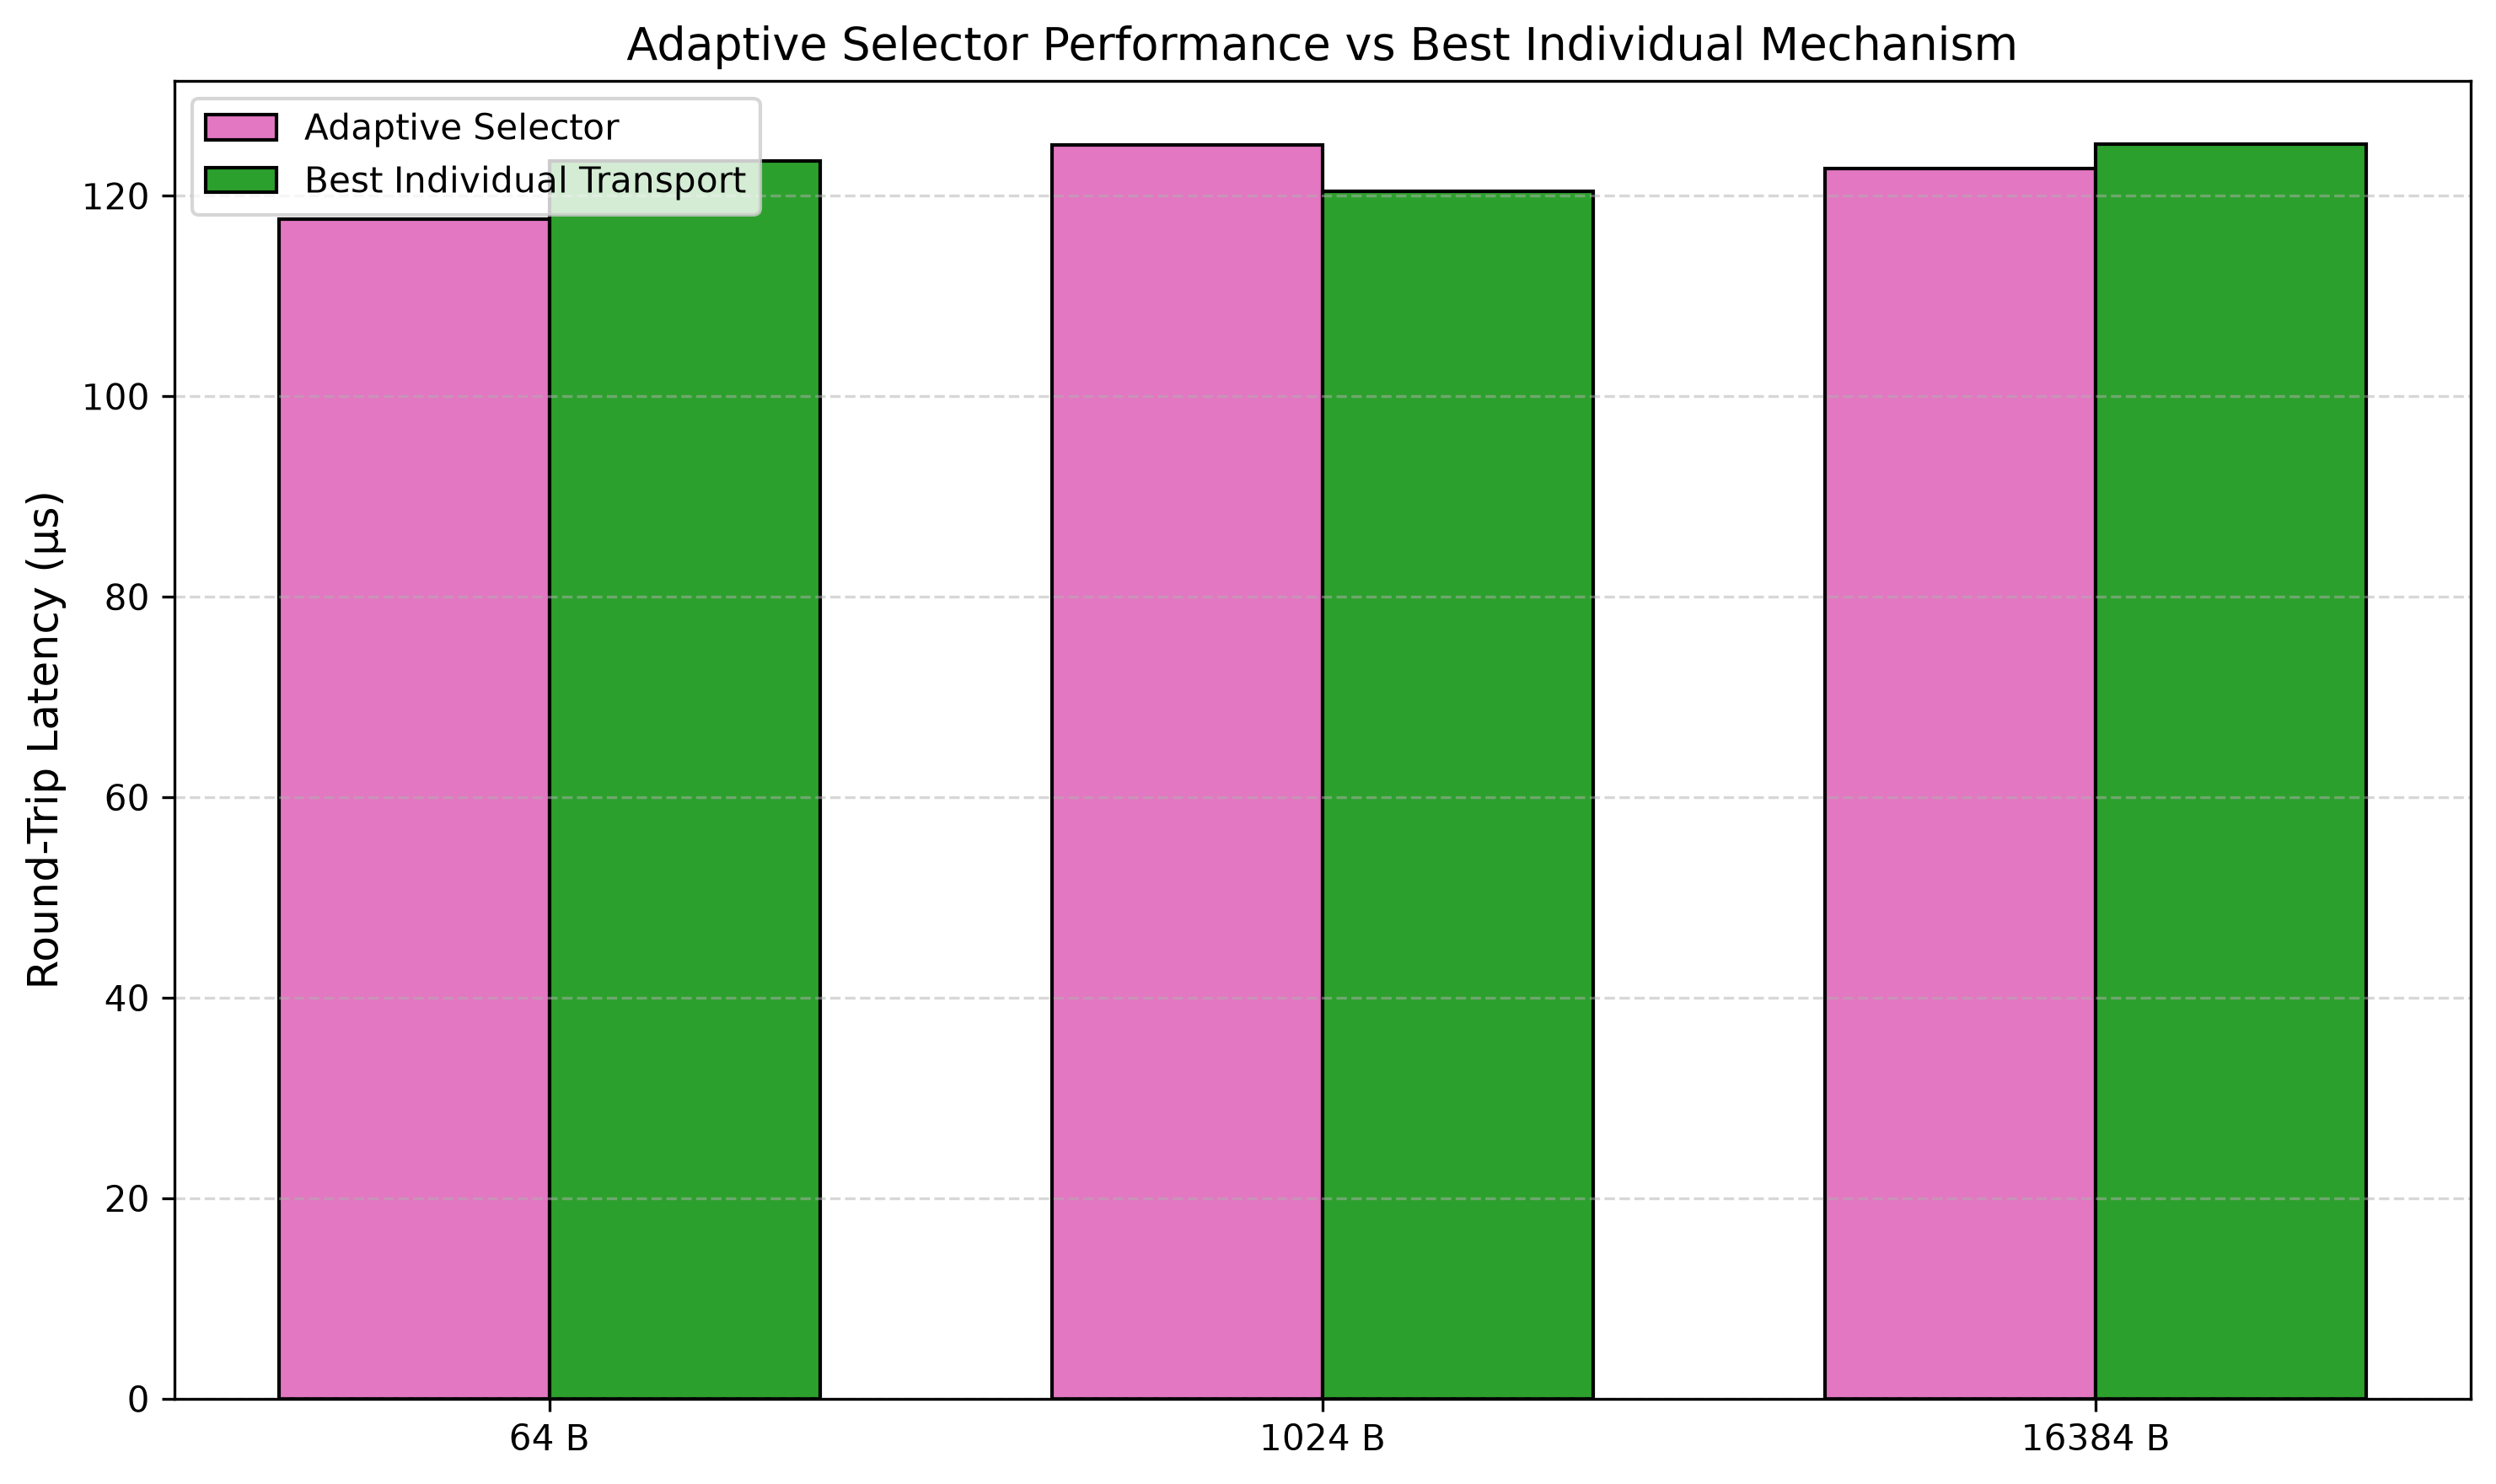 Adaptive Selector Performance vs Best Individual Mechanism
Adaptive Selector
Best Individual Transport
Round-Trip Latency (µs)
120
100
80
60
40
20
0
64 B
1024 B
16384 B